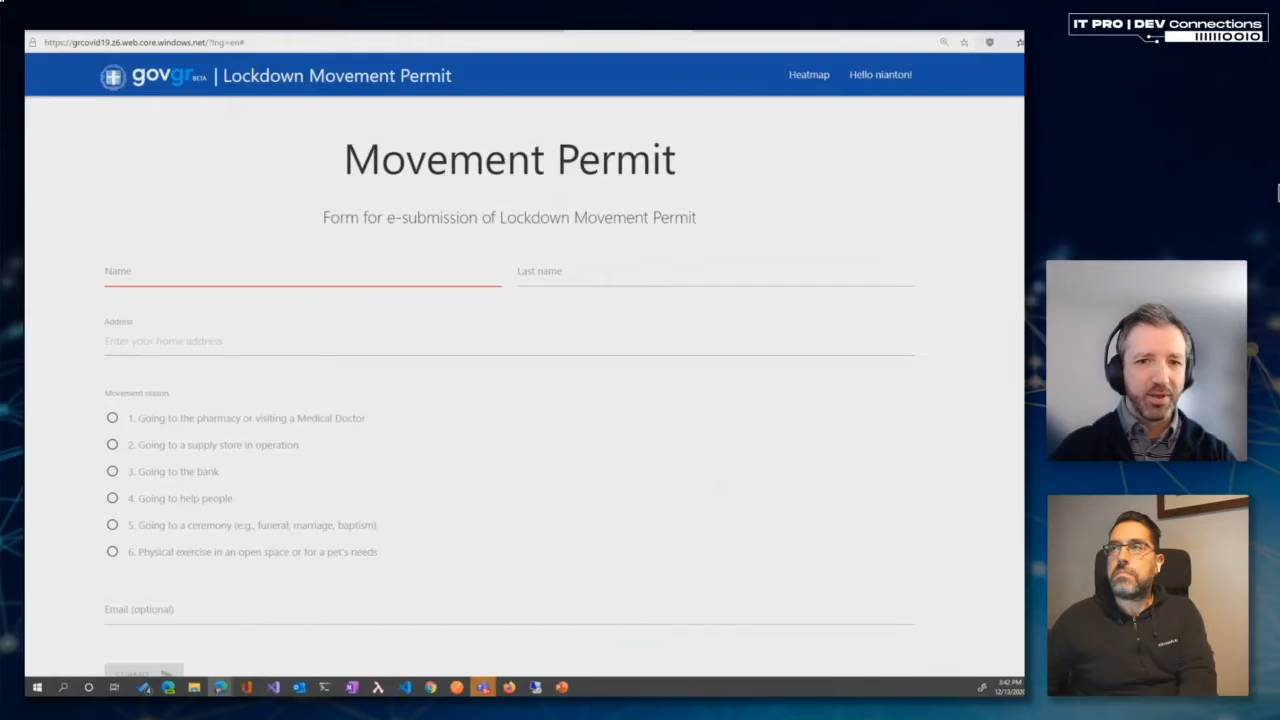 IT PRO | DEV Connections
https://grcovid19.z6.web.core.windows.net/?lng=en#
govgr BETA | Lockdown Movement Permit
Heatmap
Hello nianton!
Movement Permit
Form for e-submission of Lockdown Movement Permit
Name
Last name
Address
Enter your home address
Movement reason
1. Going to the pharmacy or visiting a Medical Doctor
2. Going to a supply store in operation
3. Going to the bank
4. Going to help people
5. Going to a ceremony (e.g., funeral, marriage, baptism)
6. Physical exercise in an open space or for a pet's needs
Email (optional)
SUBMIT
3:42 PM
12/13/2020